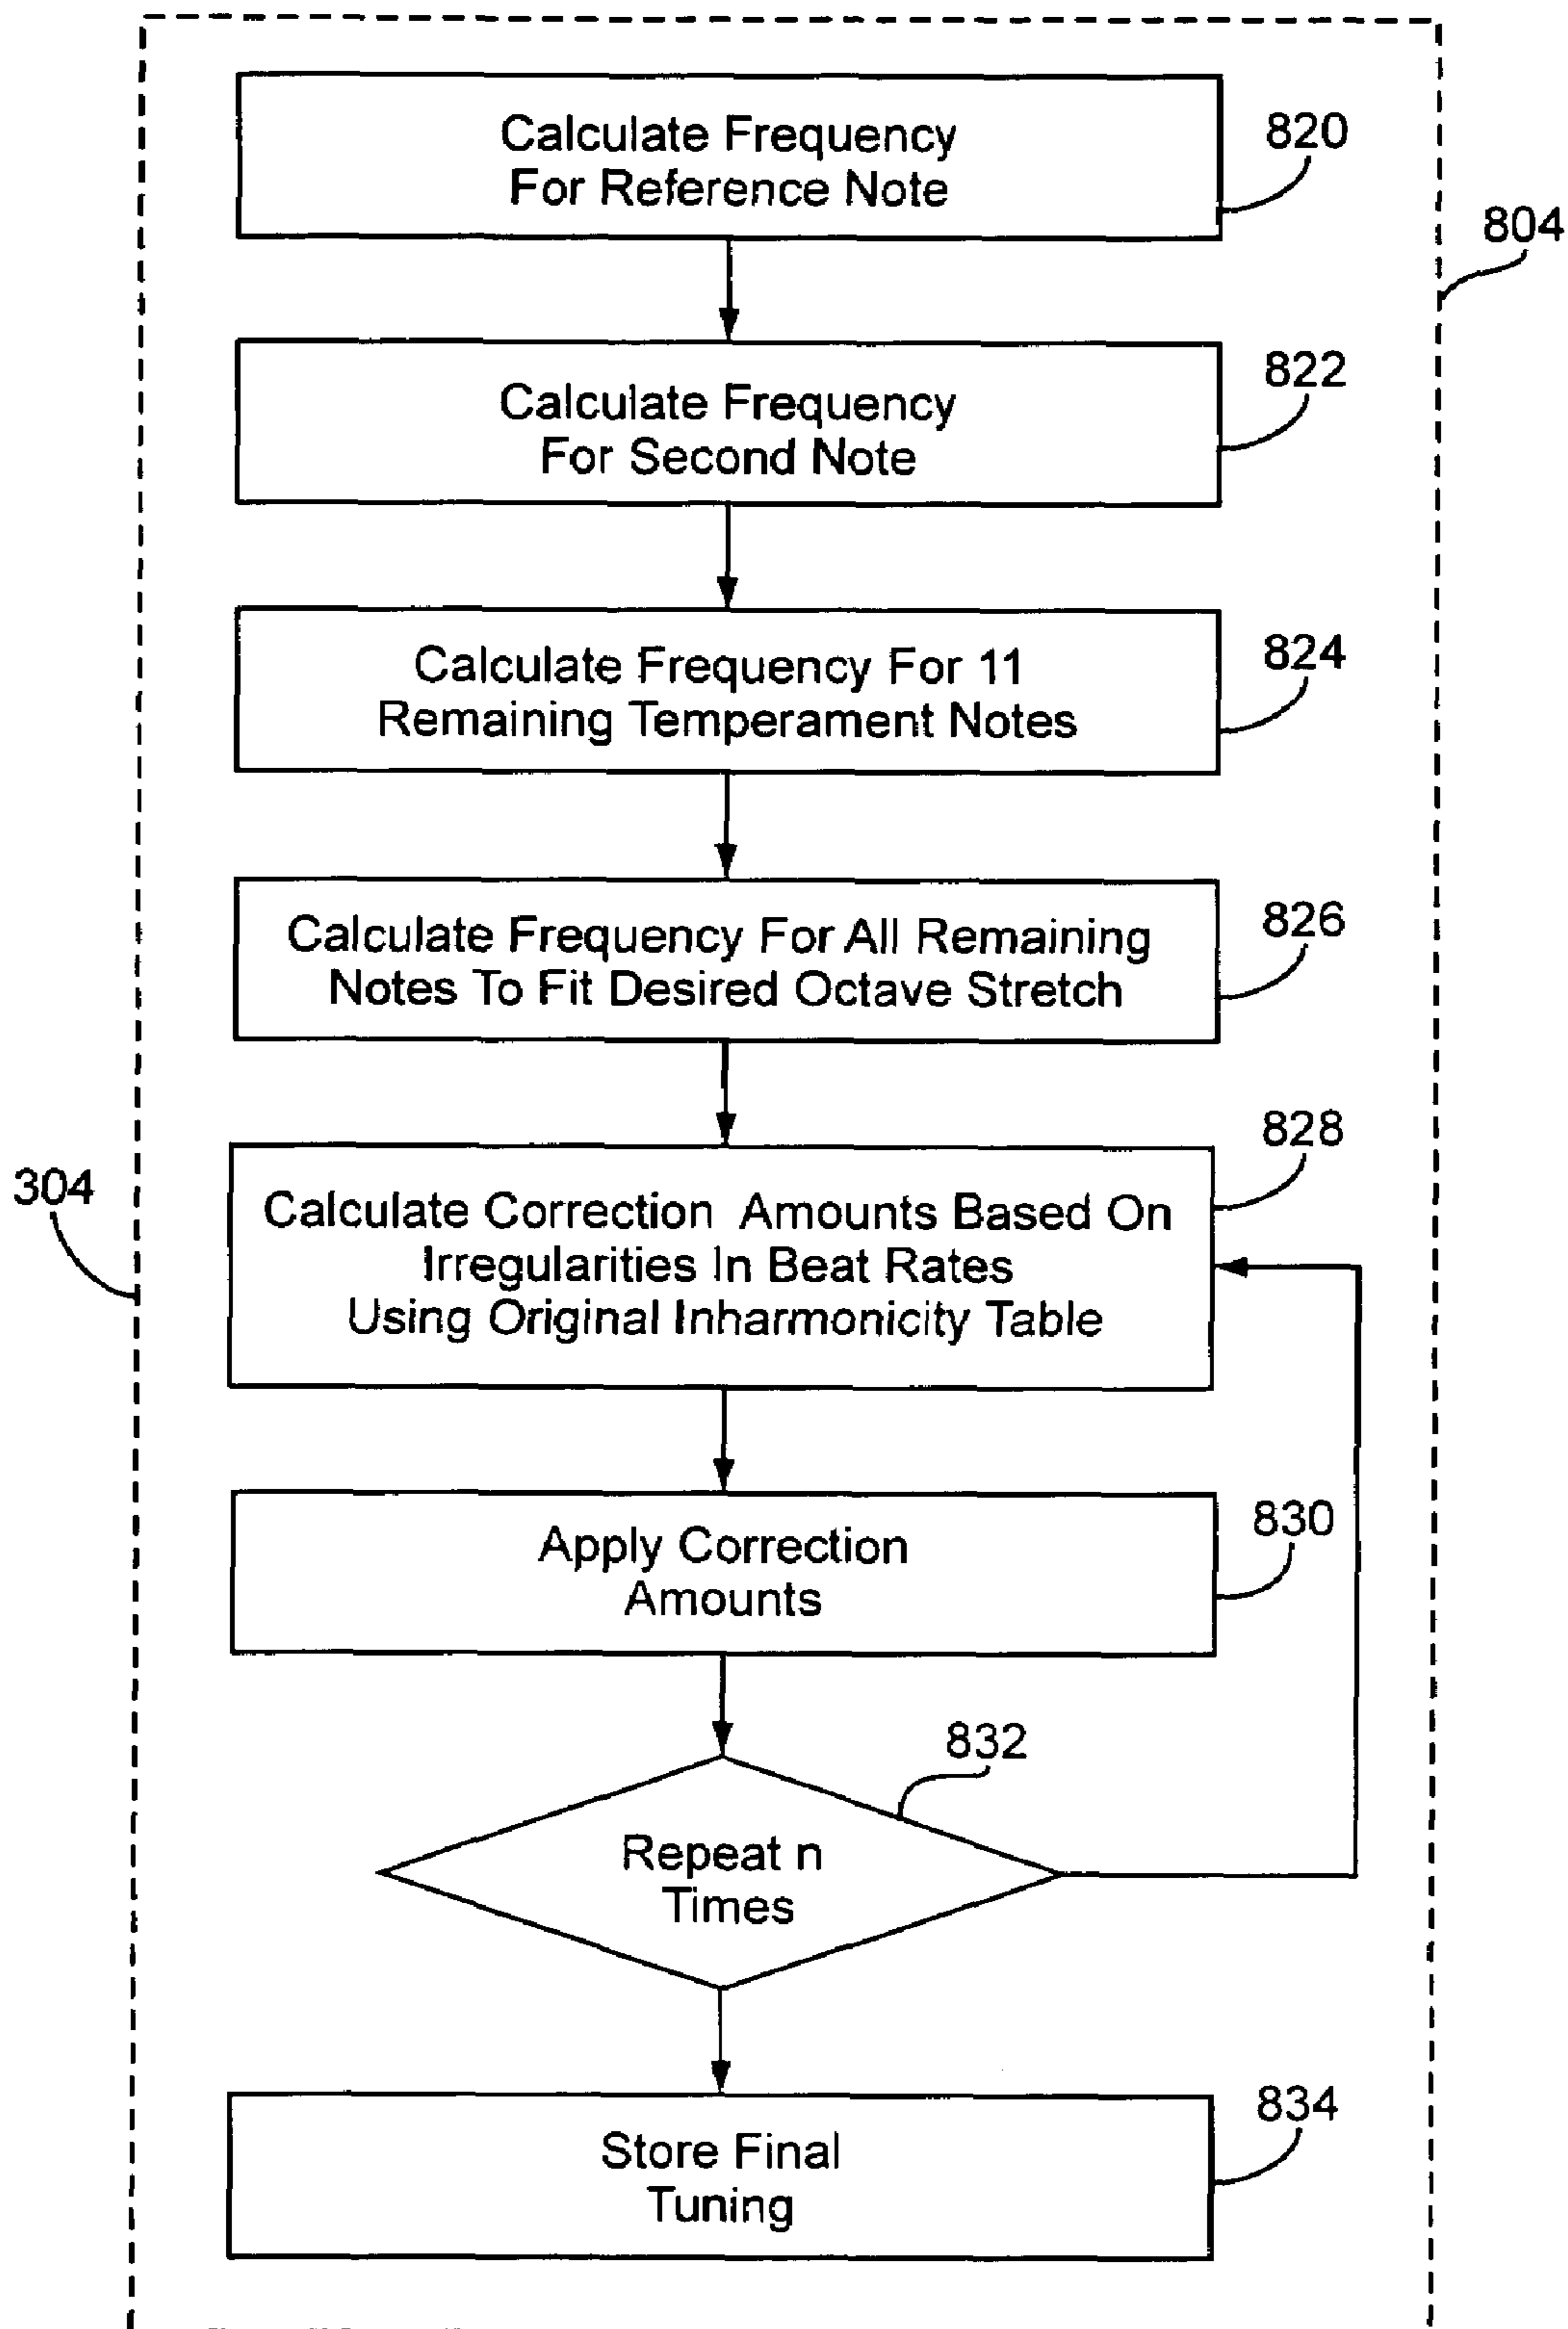 Calculate Frequency
For Reference Note
820
804
Calculate Frequency
For Second Note
822
Calculate Frequency For 11
Remaining Temperament Notes
824
Calculate Frequency For All Remaining
Notes To Fit Desired Octave Stretch
826
304
Calculate Correction Amounts Based On
Irregularities In Beat Rates
Using Original Inharmonicity Table
828
Apply Correction
Amounts
830
832
Repeat n
Times
Store Final
Tuning
834